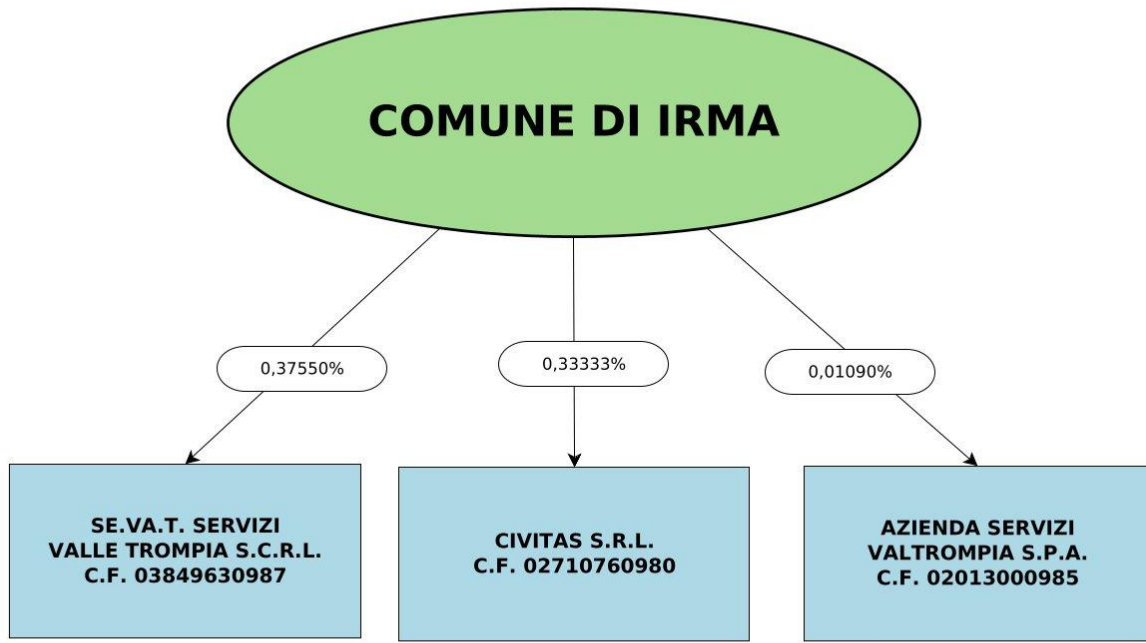 COMUNE DI IRMA
0,37550%
0,33333%
0,01090%
SE.VA.T. SERVIZI
VALLE TROMPIA S.C.R.L.
C.F. 03849630987
CIVITAS S.R.L.
C.F. 02710760980
AZIENDA SERVIZI
VALTROMPIA S.P.A.
C.F. 02013000985